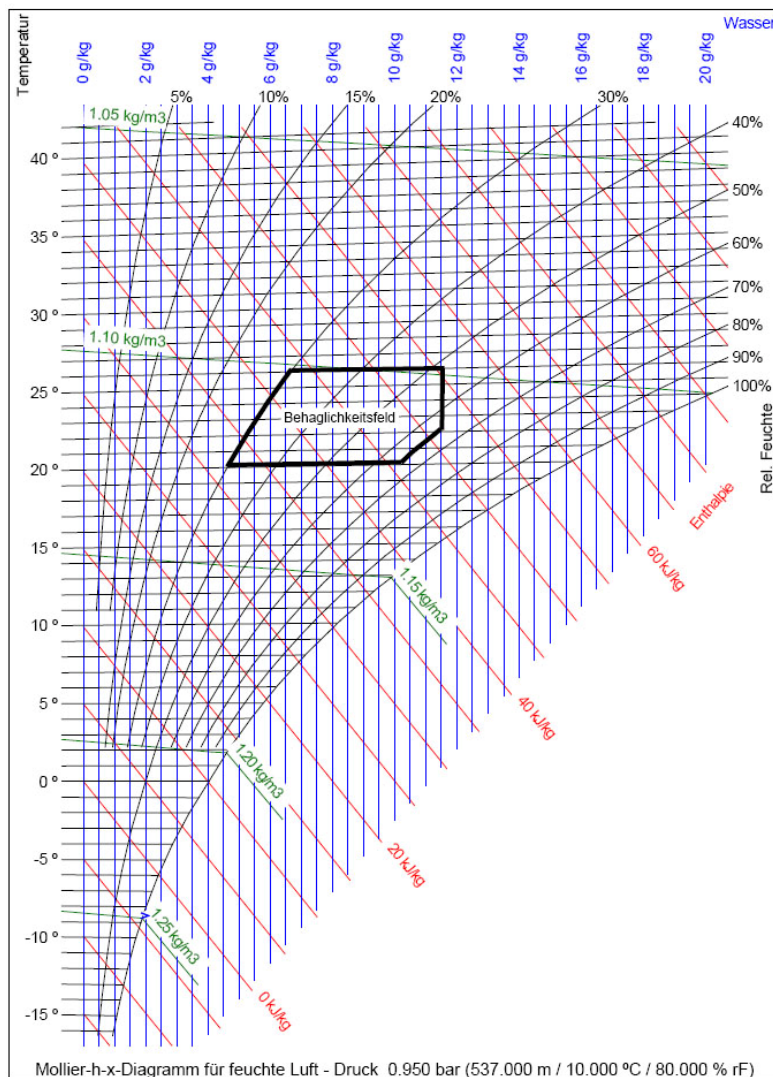 Wasser
Temperatur
0 g/kg
2 g/kg
4 g/kg
6 g/kg
8 g/kg
10 g/kg
12 g/kg
14 g/kg
16 g/kg
18 g/kg
20 g/kg
5%
10%
15%
20%
30%
40%
50%
60%
70%
80%
90%
100%
Rel. Feuchte
1.05 kg/m3
40 º
35 º
30 º
1.10 kg/m3
25 º
Behaglichkeitsfeld
20 º
Enthalpie
15 º
60 kJ/kg
1.15 kg/m3
10 º
5 º
40 kJ/kg
1.20 kg/m3
0 º
20 kJ/kg
-5 º
1.25 kg/m3
-10 º
0 kJ/kg
-15 º
Mollier-h-x-Diagramm für feuchte Luft - Druck 0.950 bar (537.000 m / 10.000 ºC / 80.000 % rF)